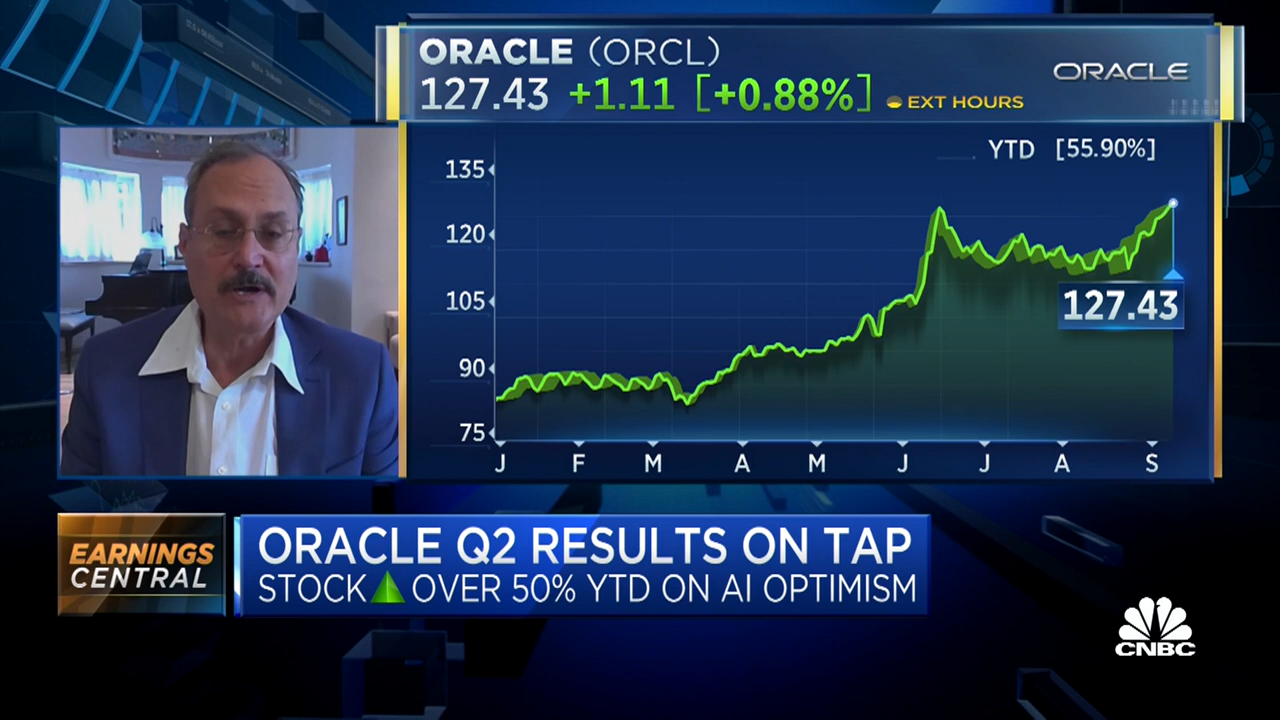 ORACLE (ORCL)
127.43 +1.11 [+0.88%] EXT HOURS
ORACLE
YTD [55.90%]
135
120
105
90
75
127.43
J F M A M J J A S
EARNINGS
CENTRAL
ORACLE Q2 RESULTS ON TAP
STOCK ▲ OVER 50% YTD ON AI OPTIMISM
CNBC